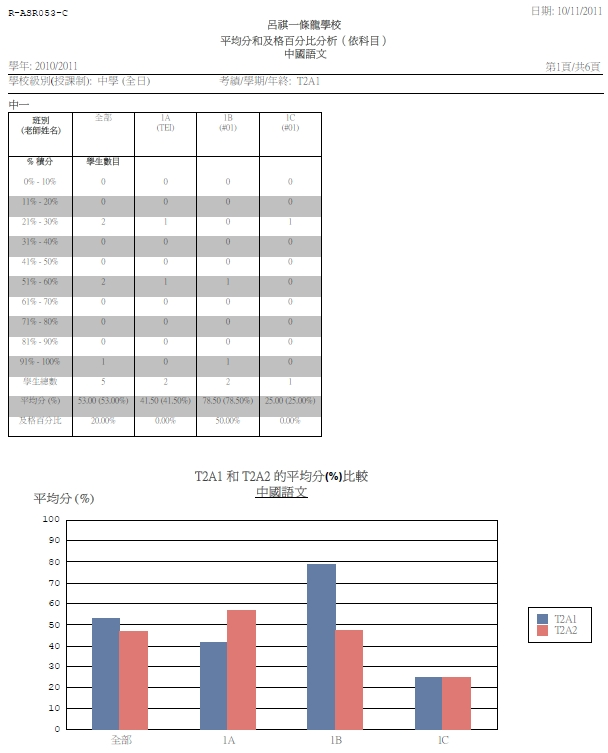 R-ASR053-C
日期: 10/11/2011
呂祺一條龍學校
平均分和及格百分比分析 ( 依科目 )
中國語文
學年: 2010/2011
第1頁/共6頁
學校級別(授課制): 中學 (全日)
考績/學期/年終: T2A1
中一
班別 全部 1A 1B 1C
(老師姓名) (TEI) (#01) (#01)
% 積分 學生數目
0% - 10% 0 0 0 0
11% - 20% 0 0 0 0
21% - 30% 2 1 0 1
31% - 40% 0 0 0 0
41% - 50% 0 0 0 0
51% - 60% 2 1 1 0
61% - 70% 0 0 0 0
71% - 80% 0 0 0 0
81% - 90% 0 0 0 0
91% - 100% 1 0 1 0
學生總數 5 2 2 1
平均分 (%) 53.00 (53.00%) 41.50 (41.50%) 78.50 (78.50%) 25.00 (25.00%)
及格百分比 20.00% 0.00% 50.00% 0.00%
T2A1 和 T2A2 的平均分(%)比較
中國語文
平均分 (%)
100
90
80
70
60
50
40
30
20
10
0
全部 1A 1B 1C
T2A1
T2A2